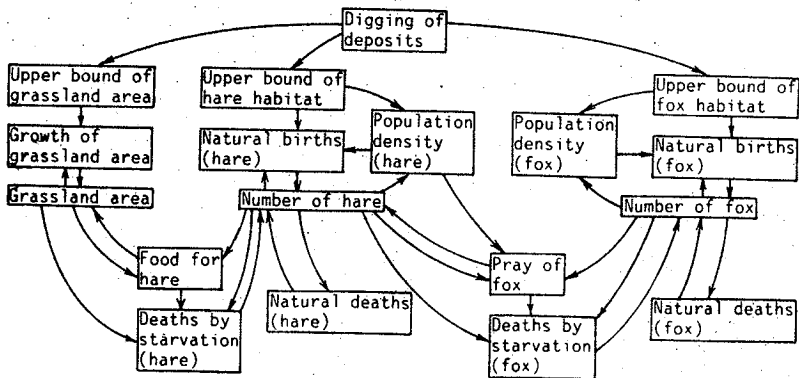 Digging of
deposits
Upper bound of
grassland area
Upper bound of
hare habitat
Upper bound of
fox habitat
Growth of
grassland area
Natural births
(hare)
Population
density
(hare)
Population
density
(fox)
Natural births
(fox)
Grassland area
Number of hare
Number of fox
Food for
hare
Pray of
fox
Natural deaths
(hare)
Natural deaths
(fox)
Deaths by
starvation
(hare)
Deaths by
starvation
(fox)